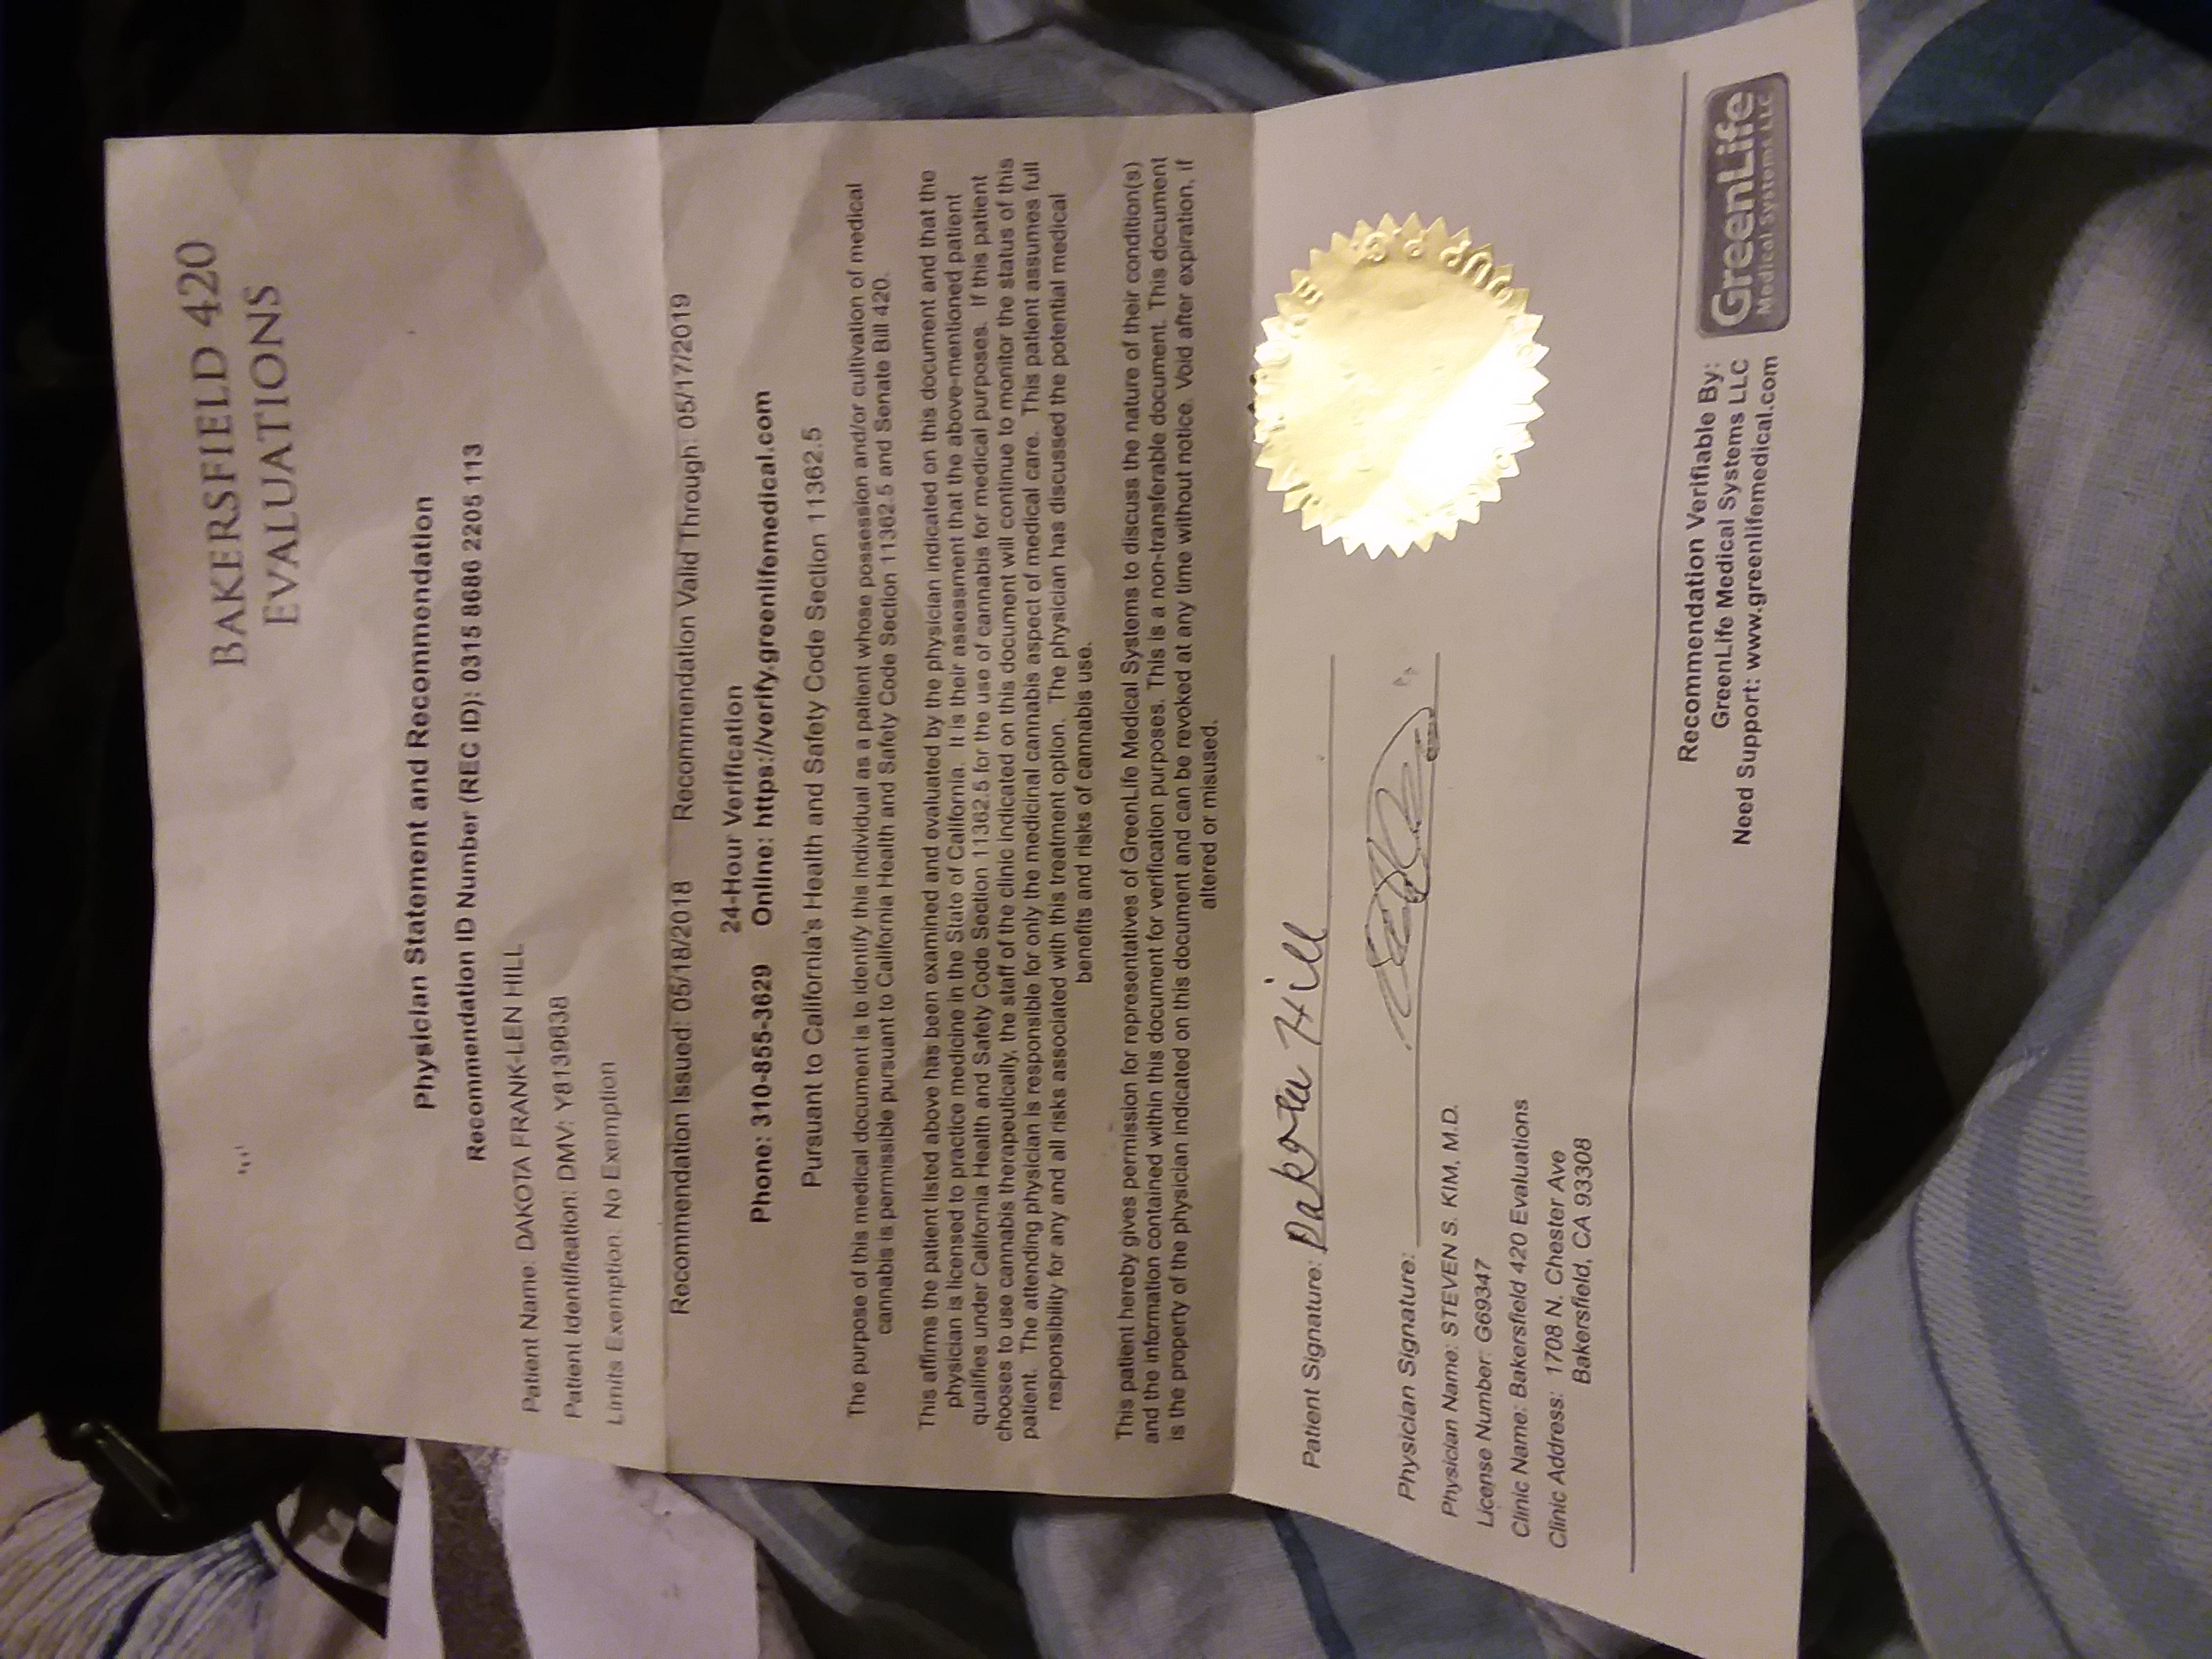 BAKERSFIELD 420
EVALUATIONS
Physician Statement and Recommendation
Recommendation ID Number (REC ID): 0315 8686 2205 113
Patient Name: DAKOTA FRANK-LEN HILL
Patient Identification: DMV: Y8139638
Limits Exemption: No Exemption
Recommendation Issued: 05/18/2018 Recommendation Valid Through: 05/17/2019
24-Hour Verification
Phone: 310-855-3629 Online: https://verify.greenlifemedical.com
Pursuant to California's Health and Safety Code Section 11362.5
The purpose of this medical document is to identify this individual as a patient whose possession and/or cultivation of medical
cannabis is permissible pursuant to California Health and Safety Code Section 11362.5 and Senate Bill 420.
This affirms the patient listed above has been examined and evaluated by the physician indicated on this document and that the
physician is licensed to practice medicine in the State of California. It is their assessment that the above-mentioned patient
qualifies under California Health and Safety Code Section 11362.5 for the use of cannabis for medical purposes. If this patient
chooses to use cannabis therapeutically, the staff of the clinic indicated on this document will continue to monitor the status of this
patient. The attending physician is responsible for only the medicinal cannabis aspect of medical care. This patient assumes full
responsibility for any and all risks associated with this treatment option. The physician has discussed the potential medical
benefits and risks of cannabis use.
This patient hereby gives permission for representatives of GreenLife Medical Systems to discuss the nature of their condition(s)
and the information contained within this document for verification purposes. This is a non-transferable document. This document
is the property of the physician indicated on this document and can be revoked at any time without notice. Void after expiration, if
altered or misused.
Patient Signature: Dakota Hill
Physician Signature:
Physician Name: STEVEN S. KIM, M.D.
License Number: G69347
Clinic Name: Bakersfield 420 Evaluations
Clinic Address: 1708 N. Chester Ave
Bakersfield, CA 93308
Recommendation Verifiable By:
GreenLife Medical Systems LLC
Need Support: www.greenlifemedical.com
GreenLife
Medical Systems LLC